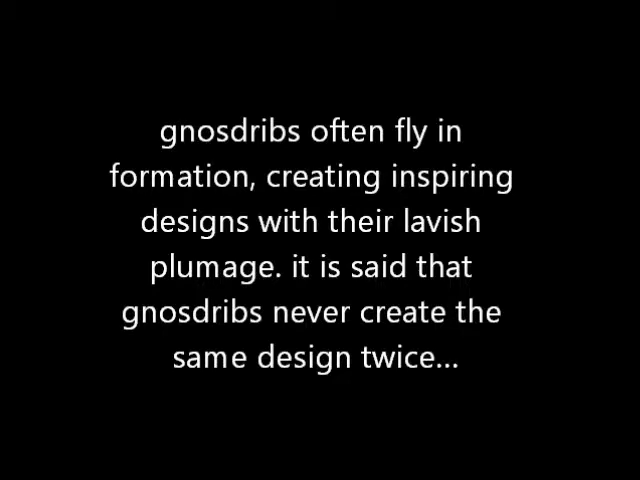 gnosdribs often fly in
formation, creating inspiring
designs with their lavish
plumage. it is said that
gnosdribs never create the
same design twice...